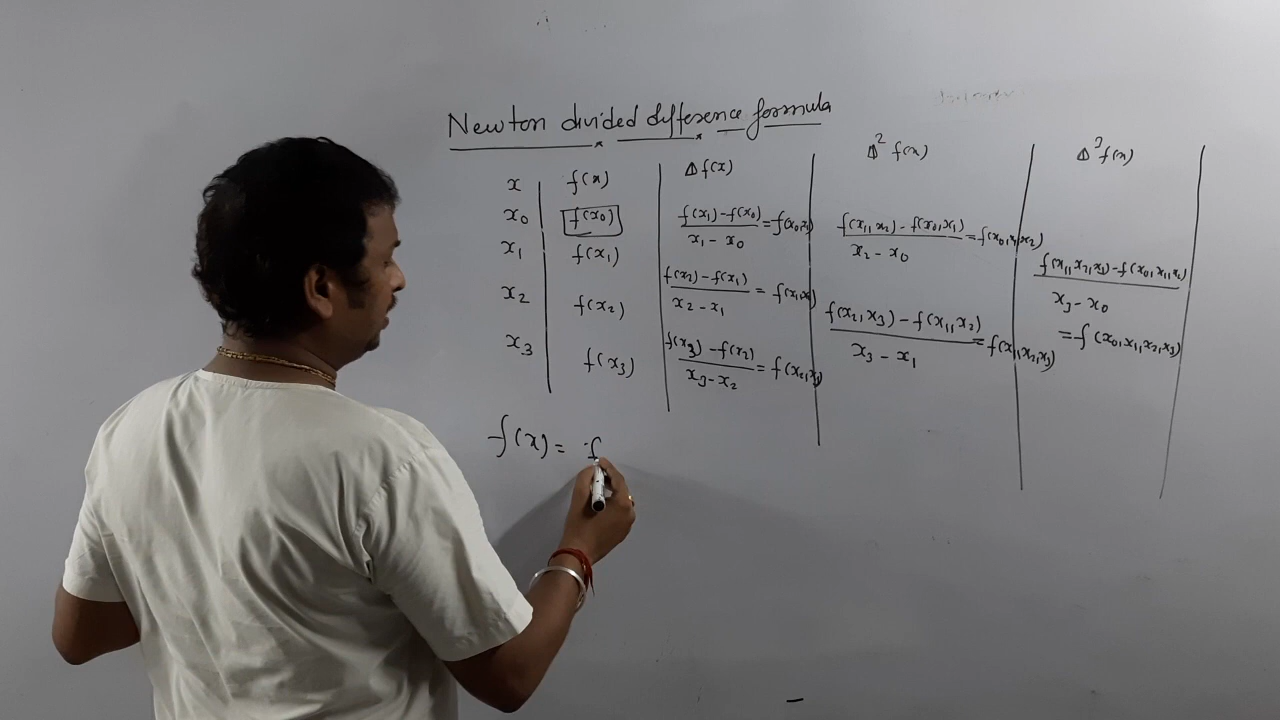 Newton divided difference formula
x f(x) Δf(x) Δ² f(x) Δ³ f(x)
x₀ f(x₀) f(x₁) - f(x₀) / x₁ - x₀ = f(x₀, x₁) f(x₁, x₂) - f(x₀, x₁) / x₂ - x₀ = f(x₀, x₁, x₂)
x₁ f(x₁) f(x₁, x₂, x₃) - f(x₀, x₁, x₂) / x₃ - x₀
x₂ f(x₂) f(x₂) - f(x₁) / x₂ - x₁ = f(x₁, x₂) f(x₂, x₃) - f(x₁, x₂) / x₃ - x₁ = f(x₁, x₂, x₃) = f(x₀, x₁, x₂, x₃)
x₃ f(x₃) f(x₃) - f(x₂) / x₃ - x₂ = f(x₂, x₃)
f(x) = f